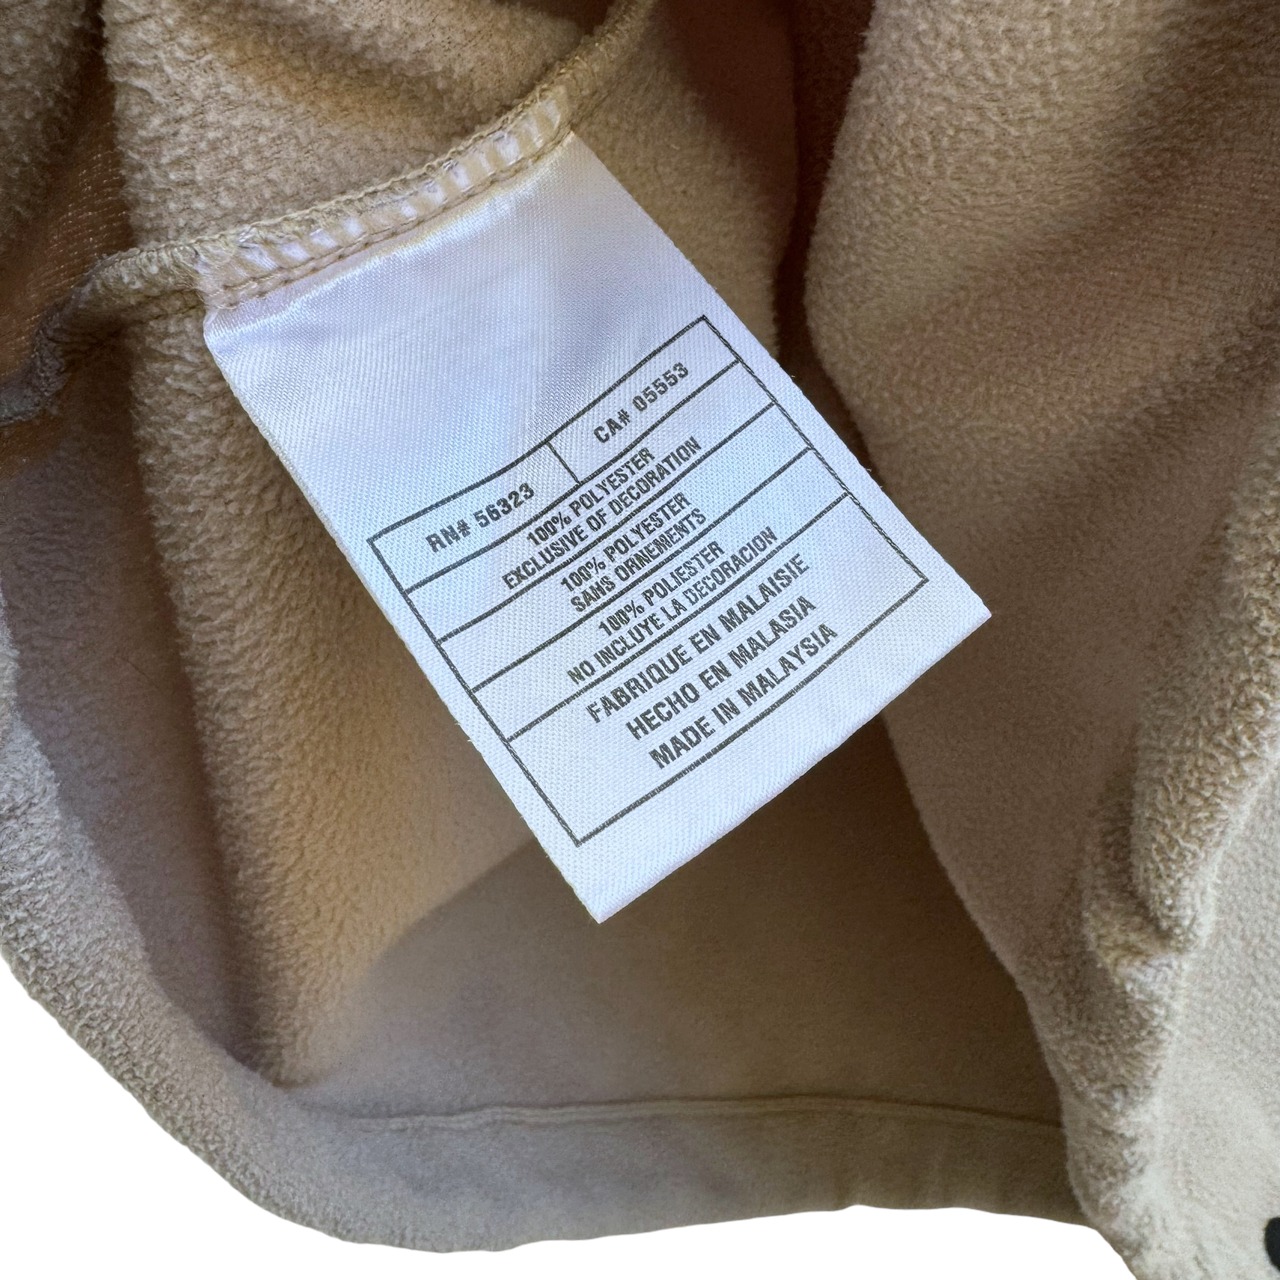 RN# 56323 CA# 05553
100% POLYESTER
EXCLUSIVE OF DECORATION
100% POLYESTER
SANS ORNEMENTS
100% POLIESTER
NO INCLUYE LA DECORACION
FABRIQUE EN MALAISIE
HECHO EN MALASIA
MADE IN MALAYSIA